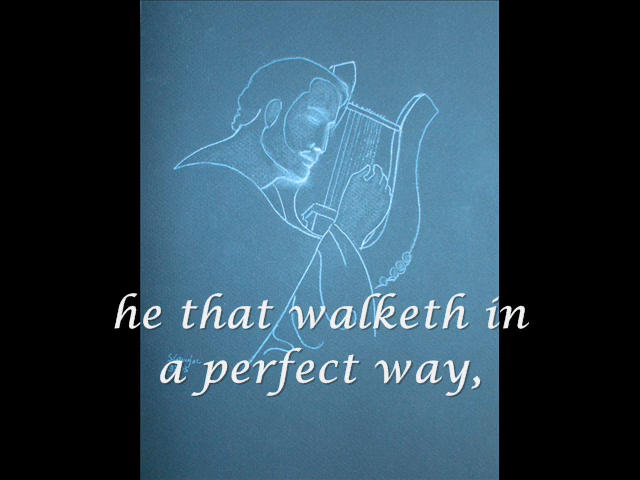 he that walketh in
a perfect way,